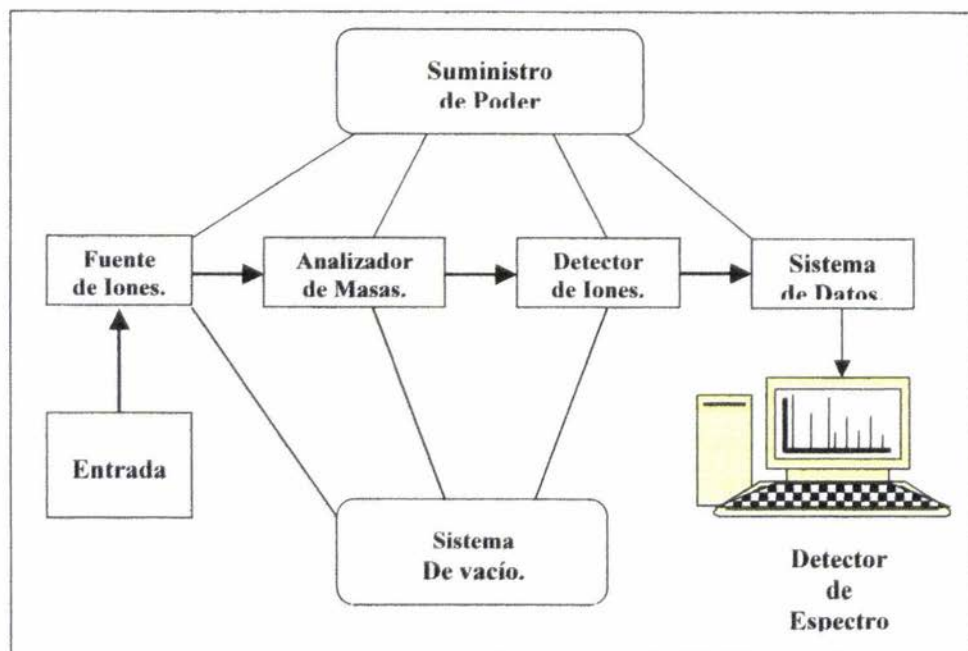 Suministro
de Poder
Fuente
de Iones.
Analizador
de Masas.
Detector
de Iones.
Sistema
de Datos.
Entrada
Sistema
De vacío.
Detector
de
Espectro